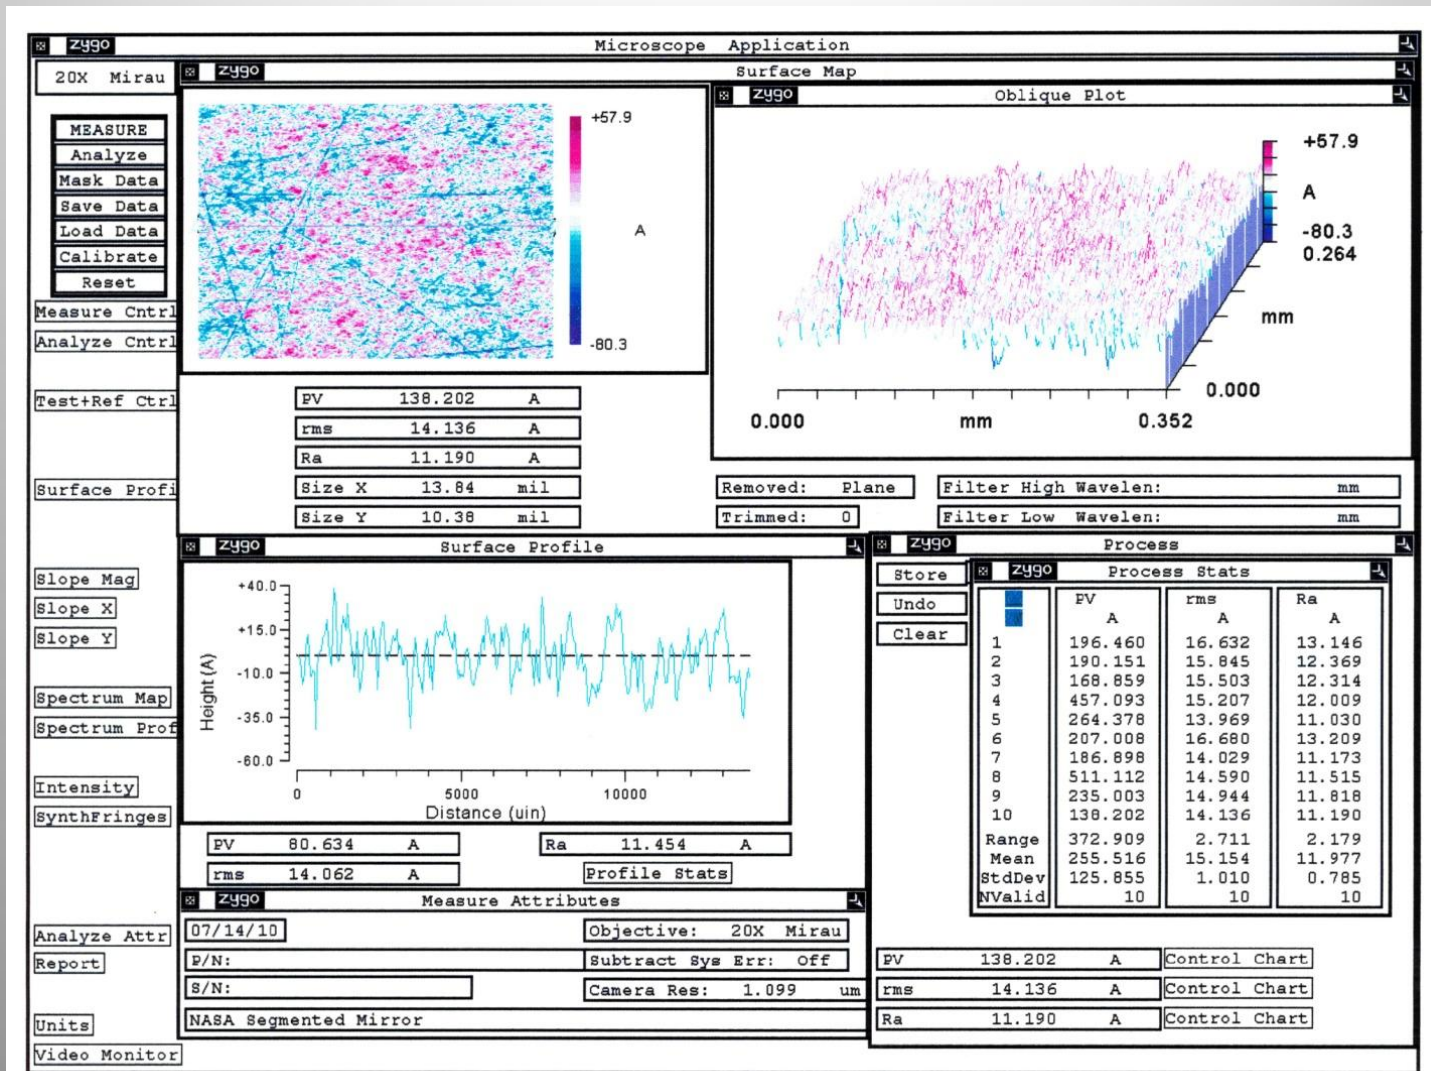 zygo Microscope Application
20X Mirau
MEASURE
Analyze
Mask Data
Save Data
Load Data
Calibrate
Reset
Measure Cntrl
Analyze Cntrl
Test+Ref Ctrl
Surface Profi
Slope Mag
Slope X
Slope Y
Spectrum Map
Spectrum Prof
Intensity
SynthFringes
Analyze Attr
Report
Units
Video Monitor
zygo Surface Map
+57.9
A
-80.3
zygo Oblique Plot
+57.9
A
-80.3
0.264
mm
0.000
0.000 mm 0.352
PV 138.202 A
rms 14.136 A
Ra 11.190 A
Size X 13.84 mil
Size Y 10.38 mil
Removed: Plane
Trimmed: 0
Filter High Wavelen: mm
Filter Low Wavelen: mm
zygo Surface Profile
+40.0
+15.0
-10.0
-35.0
-60.0
Height (A)
0 5000 10000
Distance (uin)
PV 80.634 A
rms 14.062 A
Ra 11.454 A
Profile Stats
zygo Measure Attributes
07/14/10
P/N:
S/N:
Objective: 20X Mirau
Subtract Sys Err: Off
Camera Res: 1.099 um
NASA Segmented Mirror
zygo Process
Store
Undo
Clear
zygo Process Stats
PV rms Ra
A A A
1 196.460 16.632 13.146
2 190.151 15.845 12.369
3 168.859 15.503 12.314
4 457.093 15.207 12.009
5 264.378 13.969 11.030
6 207.008 16.680 13.209
7 186.898 14.029 11.173
8 511.112 14.590 11.515
9 235.003 14.944 11.818
10 138.202 14.136 11.190
Range 372.909 2.711 2.179
Mean 255.516 15.154 11.977
StdDev 125.855 1.010 0.785
NValid 10 10 10
PV 138.202 A Control Chart
rms 14.136 A Control Chart
Ra 11.190 A Control Chart